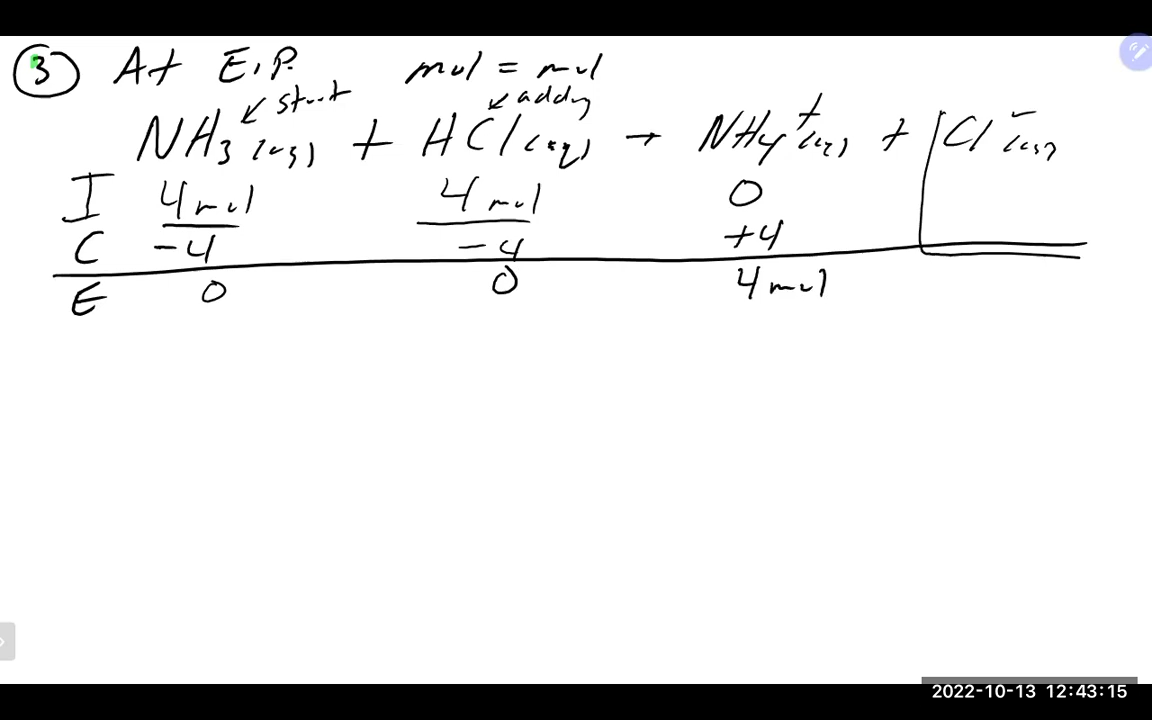 ③ At E.P. mol = mol
↙ start ↙ adding
NH3 (aq) + HCl (aq) → NH4+ (aq) + Cl- (aq)
I 4 mol 4 mol 0
C -4 -4 +4
E 0 0 4 mol
2022-10-13 12:43:15